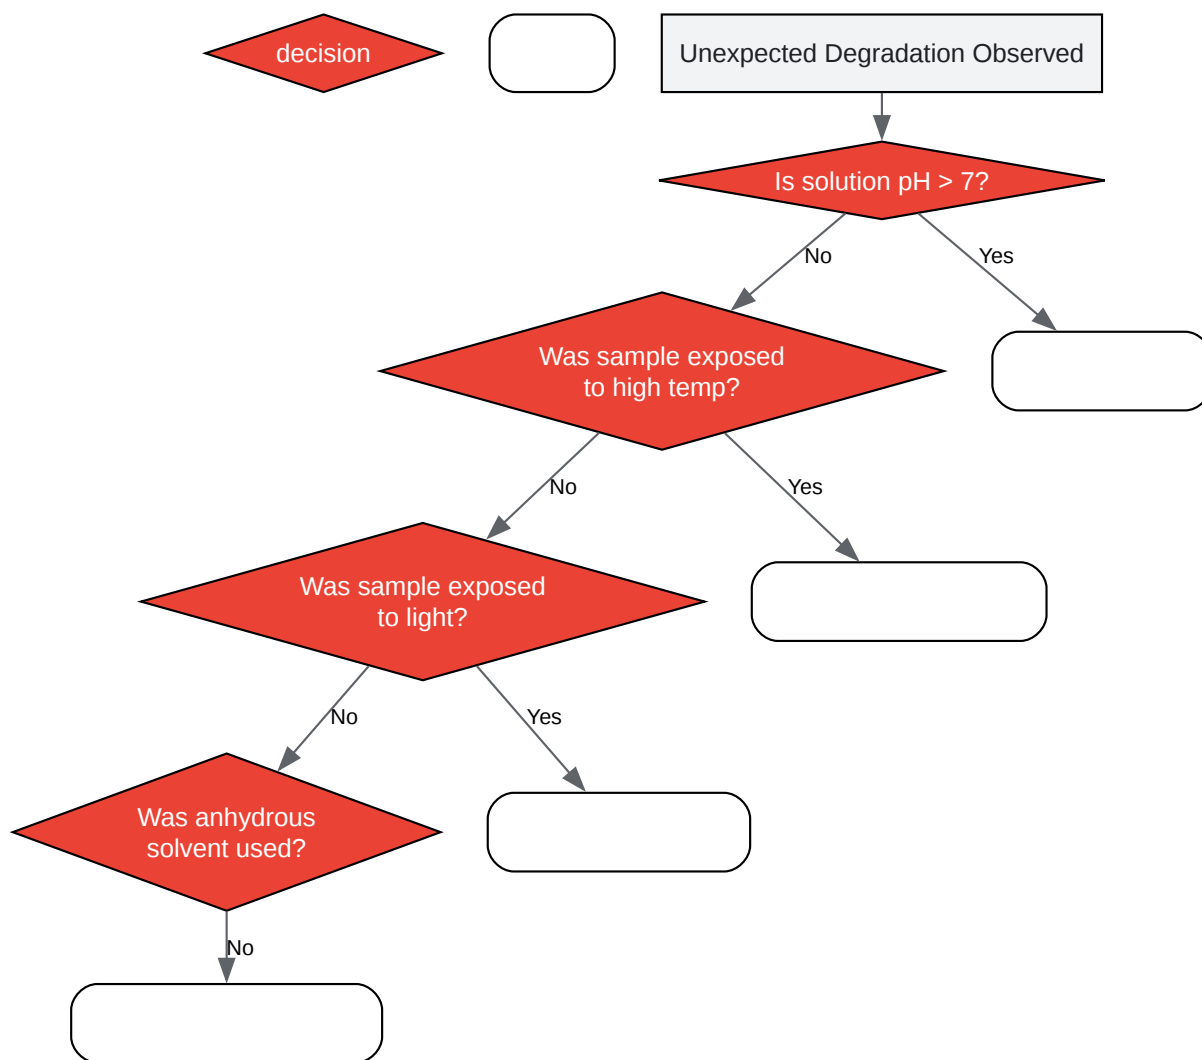 decision
Unexpected Degradation Observed
Is solution pH > 7?
No
Yes
Was sample exposed
to high temp?
No
Yes
Was sample exposed
to light?
No
Yes
Was anhydrous
solvent used?
No